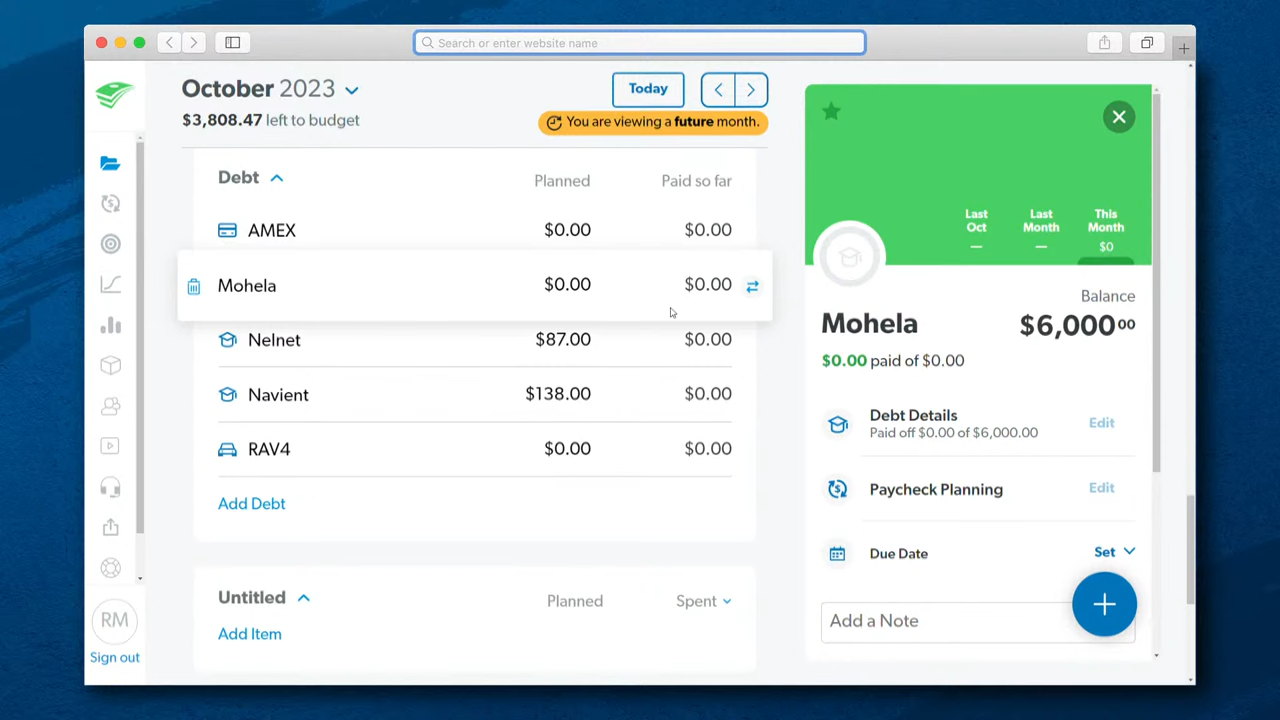 Search or enter website name
October 2023
$3,808.47 left to budget
Today
You are viewing a future month.
Debt
Planned
Paid so far
AMEX
$0.00
$0.00
Mohela
$0.00
$0.00
Nelnet
$87.00
$0.00
Navient
$138.00
$0.00
RAV4
$0.00
$0.00
Add Debt
Untitled
Planned
Spent
Add Item
RM
Sign out
Last Oct
—
Last Month
—
This Month
$0
Balance
Mohela
$6,000⁰⁰
$0.00 paid of $0.00
Debt Details
Paid off $0.00 of $6,000.00
Edit
Paycheck Planning
Edit
Due Date
Set
Add a Note